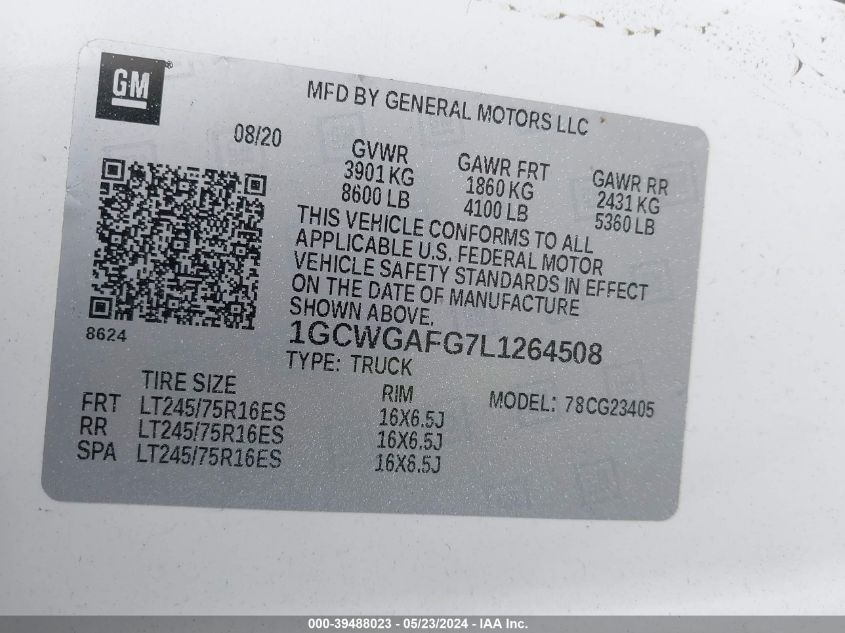 GM®
MFD BY GENERAL MOTORS LLC
08/20
GVWR GAWR FRT GAWR RR
3901 KG 1860 KG 2431 KG
8600 LB 4100 LB 5360 LB
THIS VEHICLE CONFORMS TO ALL
APPLICABLE U.S. FEDERAL MOTOR
VEHICLE SAFETY STANDARDS IN EFFECT
ON THE DATE OF MANUFACTURE
SHOWN ABOVE.
8624
1GCWGAFG7L1264508
TYPE: TRUCK
TIRE SIZE RIM MODEL: 78CG23405
FRT LT245/75R16ES 16X6.5J
RR LT245/75R16ES 16X6.5J
SPA LT245/75R16ES 16X6.5J
000-39488023 - 05/23/2024 - IAA Inc.